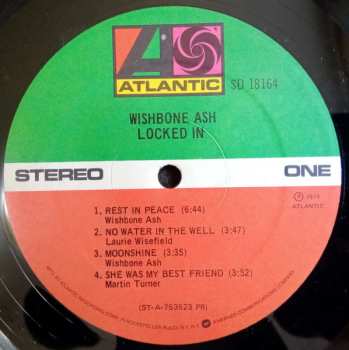 ATLANTIC
SD 18164
WISHBONE ASH
LOCKED IN
STEREO
ONE
ATLANTIC
1. REST IN PEACE (6:44)
Wishbone Ash
2. NO WATER IN THE WELL (3:47)
Laurie Wisefield
3. MOONSHINE (3:35)
Wishbone Ash
4. SHE WAS MY BEST FRIEND (3:52)
Martin Turner
(ST-A-763523 PR)